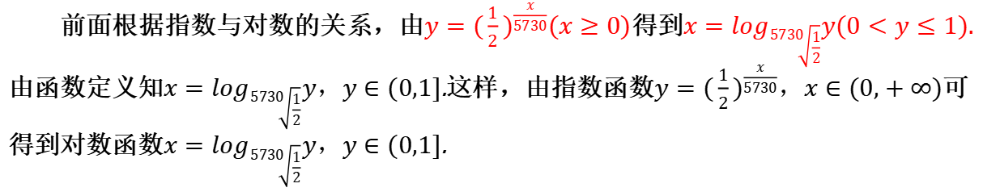 前面根据指数与对数的关系，由$y=(\frac{1}{2})^{\frac{x}{5730}}(x\geq 0)$得到$x=log_{\sqrt[5730]{\frac{1}{2}}}y(0<y\leq 1)$.
由函数定义知$x=log_{\sqrt[5730]{\frac{1}{2}}}y$，$y\in(0,1]$.这样，由指数函数$y=(\frac{1}{2})^{\frac{x}{5730}}$，$x\in(0,+\infty)$可
得到对数函数$x=log_{\sqrt[5730]{\frac{1}{2}}}y$，$y\in(0,1]$.